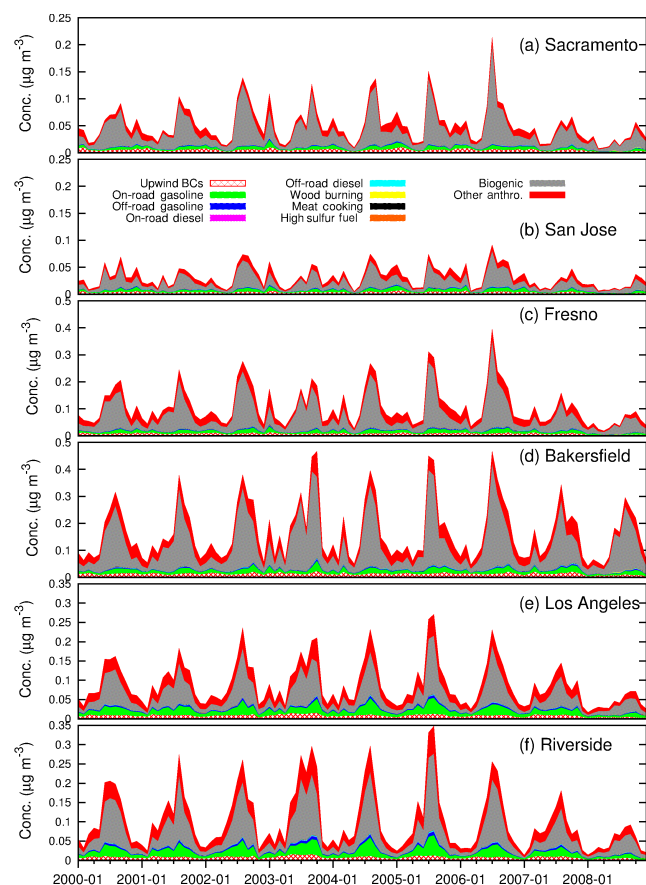 0.25
(a) Sacramento
0.2
0.15
0.1
0.05
0
Conc. (µg m-3)
0.25
Upwind BCs
Off-road diesel
Biogenic
On-road gasoline
Wood burning
Other anthro.
Off-road gasoline
Meat cooking
On-road diesel
High sulfur fuel
0.2
0.15
0.1
0.05
0
Conc. (µg m-3)
(b) San Jose
0.5
(c) Fresno
0.4
0.3
0.2
0.1
0
Conc. (µg m-3)
0.5
(d) Bakersfield
0.4
0.3
0.2
0.1
0
Conc. (µg m-3)
0.35
(e) Los Angeles
0.3
0.25
0.2
0.15
0.1
0.05
0
Conc. (µg m-3)
0.35
(f) Riverside
0.3
0.25
0.2
0.15
0.1
0.05
0
Conc. (µg m-3)
2000-01 2001-01 2002-01 2003-01 2004-01 2005-01 2006-01 2007-01 2008-01